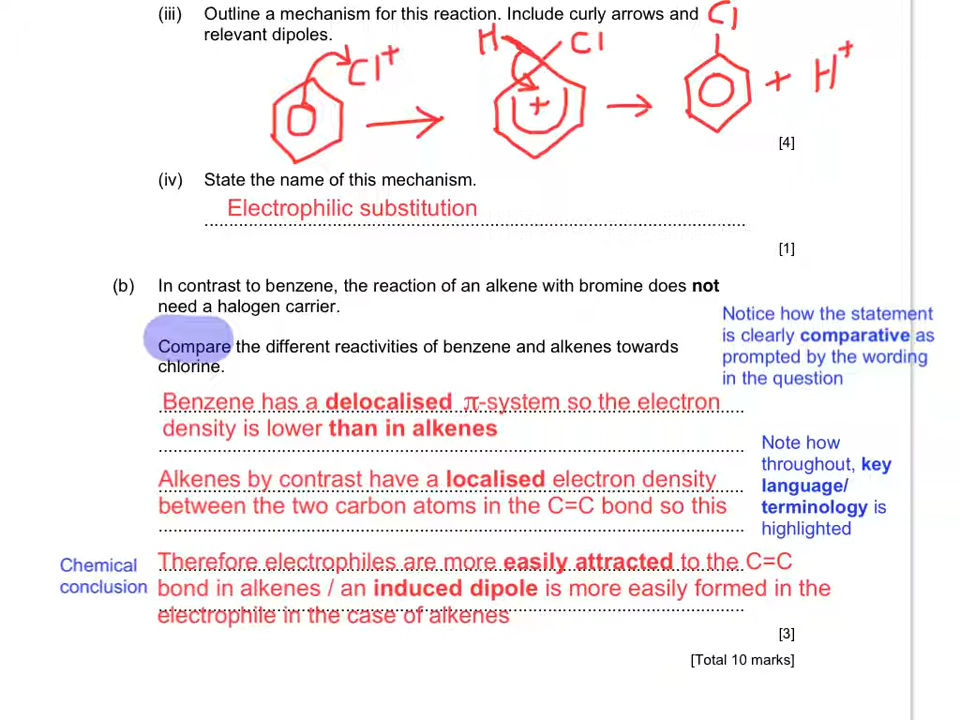 (iii) Outline a mechanism for this reaction. Include curly arrows and
relevant dipoles.
Cl
Cl+
H
Cl
+
+ H+
[4]
(iv) State the name of this mechanism.
Electrophilic substitution
[1]
(b) In contrast to benzene, the reaction of an alkene with bromine does not
need a halogen carrier.
Compare the different reactivities of benzene and alkenes towards
chlorine.
Notice how the statement
is clearly comparative as
prompted by the wording
in the question
Benzene has a delocalised π-system so the electron
density is lower than in alkenes
Alkenes by contrast have a localised electron density
between the two carbon atoms in the C=C bond so this
Note how
throughout, key
language/
terminology is
highlighted
Chemical
conclusion
Therefore electrophiles are more easily attracted to the C=C
bond in alkenes / an induced dipole is more easily formed in the
electrophile in the case of alkenes
[3]
[Total 10 marks]